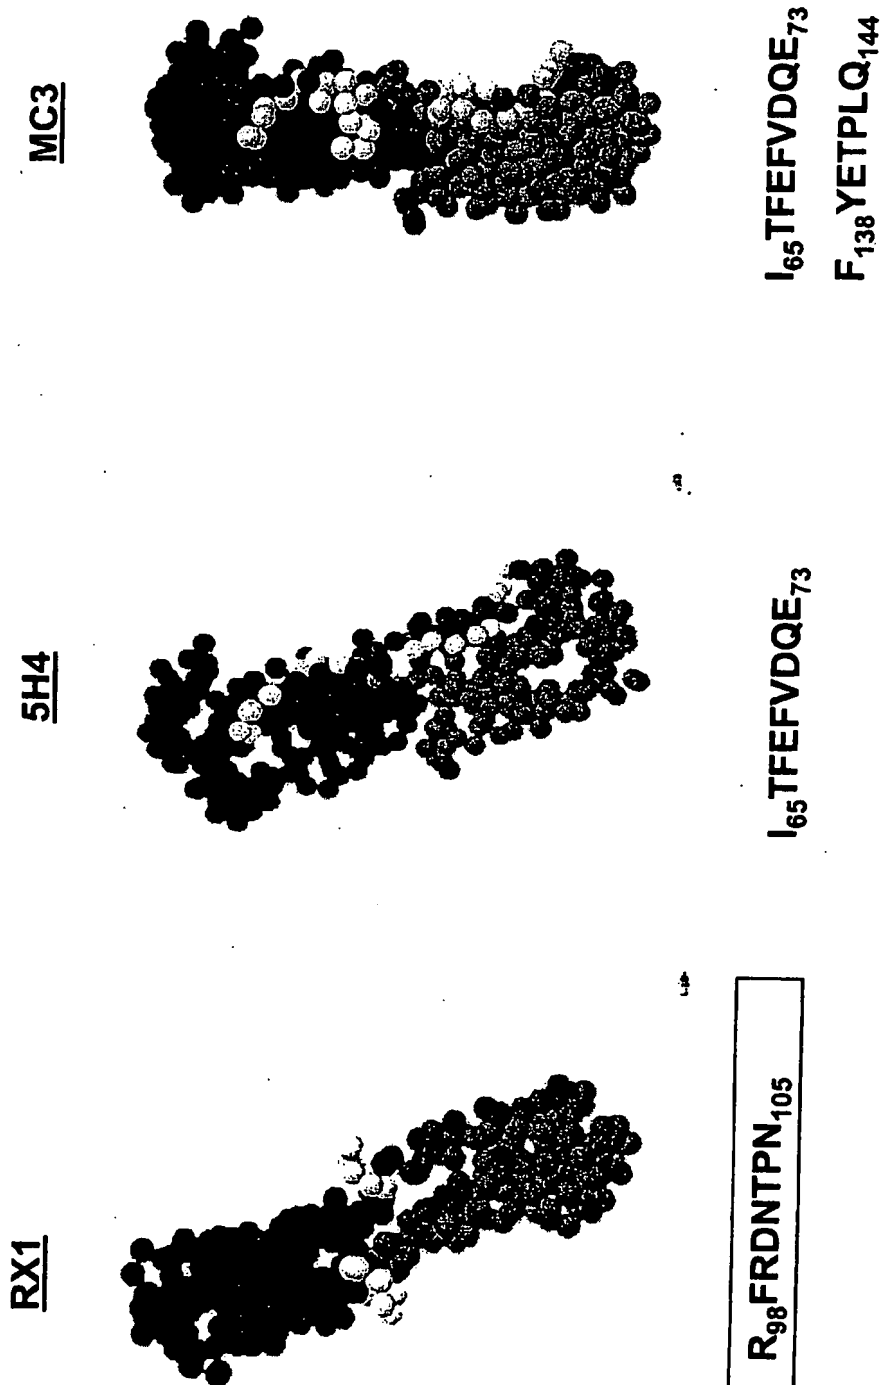 RX1
5H4
MC3
R98FRDNTPN105
I65TFEFVDQE73
I65TFEFVDQE73
F138YETPLQ144